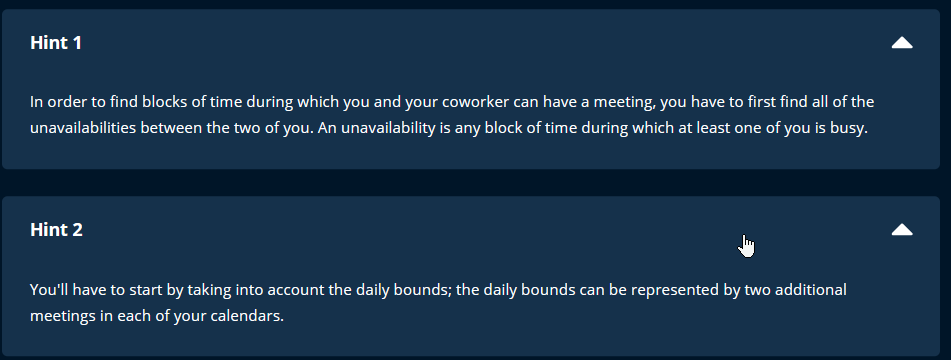 Hint 1
In order to find blocks of time during which you and your coworker can have a meeting, you have to first find all of the
unavailabilities between the two of you. An unavailability is any block of time during which at least one of you is busy.
Hint 2
You'll have to start by taking into account the daily bounds; the daily bounds can be represented by two additional
meetings in each of your calendars.